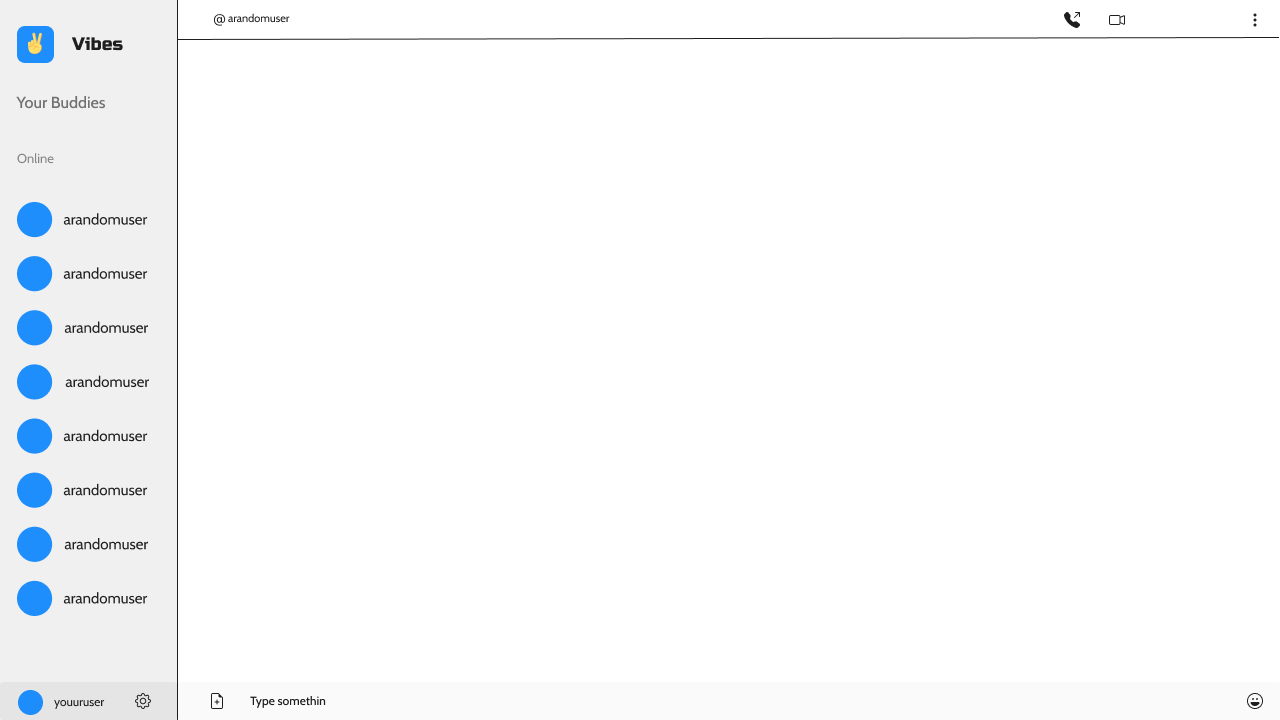 Vibes
Your Buddies
Online
arandomuser
arandomuser
arandomuser
arandomuser
arandomuser
arandomuser
arandomuser
arandomuser
youuruser
@ arandomuser
Type somethin